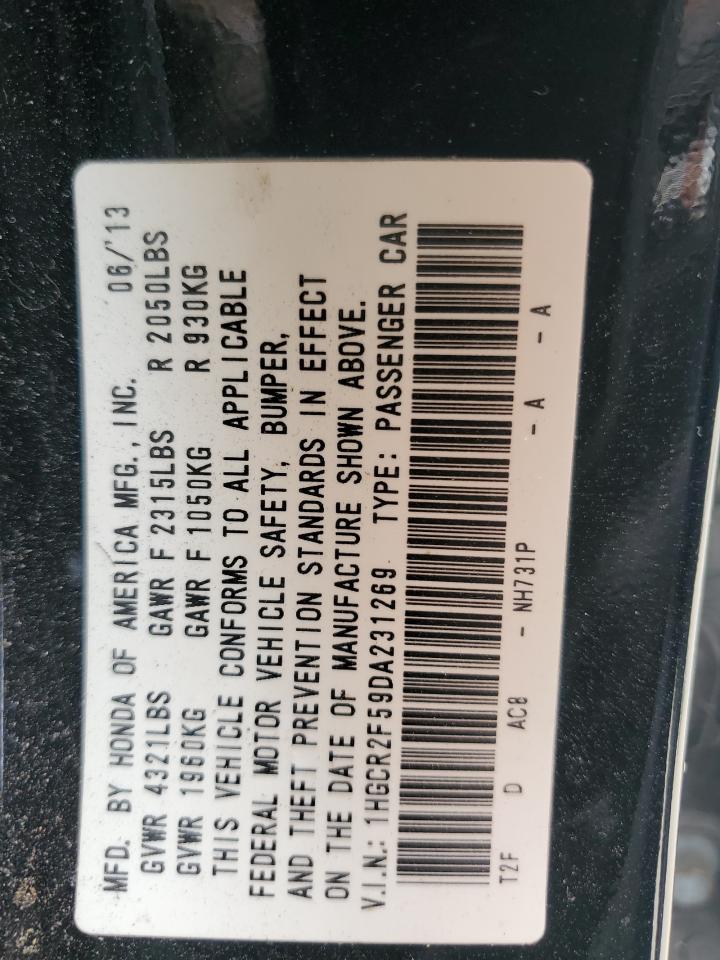 MFD. BY HONDA OF AMERICA MFG., INC. 06/'13
GVWR 4321LBS GAWR F 2315LBS R 2050LBS
GVWR 1960KG GAWR F 1050KG R 930KG
THIS VEHICLE CONFORMS TO ALL APPLICABLE
FEDERAL MOTOR VEHICLE SAFETY, BUMPER,
AND THEFT PREVENTION STANDARDS IN EFFECT
ON THE DATE OF MANUFACTURE SHOWN ABOVE.
V.I.N.: 1HGCR2F59DA231269 TYPE: PASSENGER CAR
T2F D AC8 - NH731P - A - A